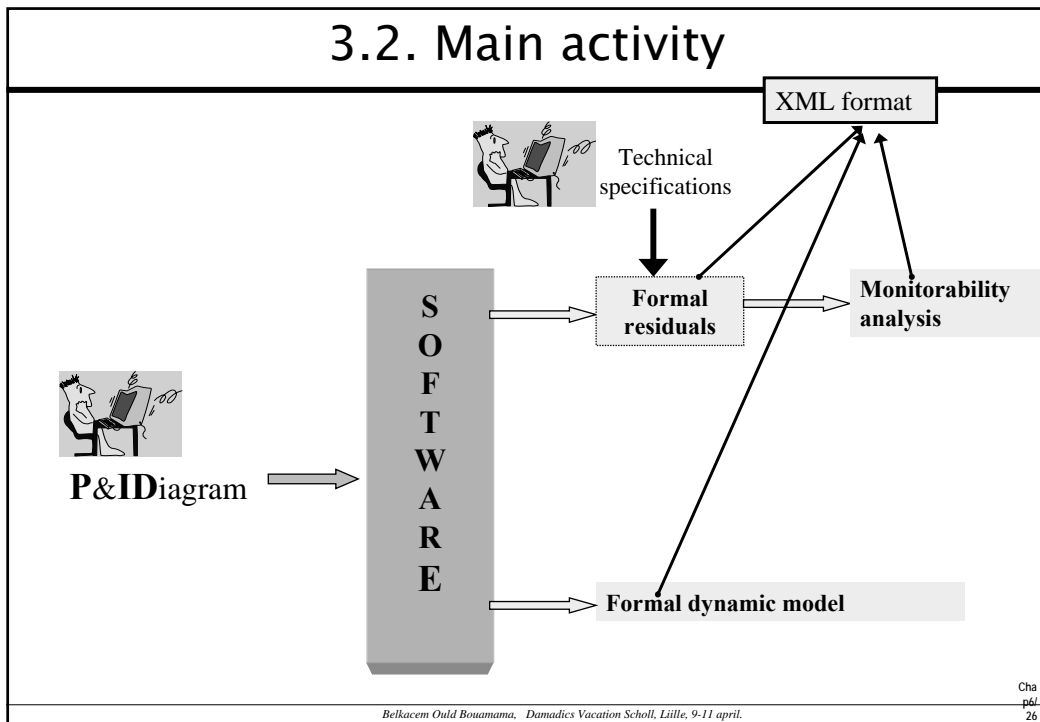 3.2. Main activity
XML format
Technical
specifications
Formal
residuals
Monitorability
analysis
S
O
F
T
W
A
R
E
P&IDiagram
Formal dynamic model
Belkacem Ould Bouamama, Damadics Vacation Scholl, Liille, 9-11 april.
Cha
p6/
26